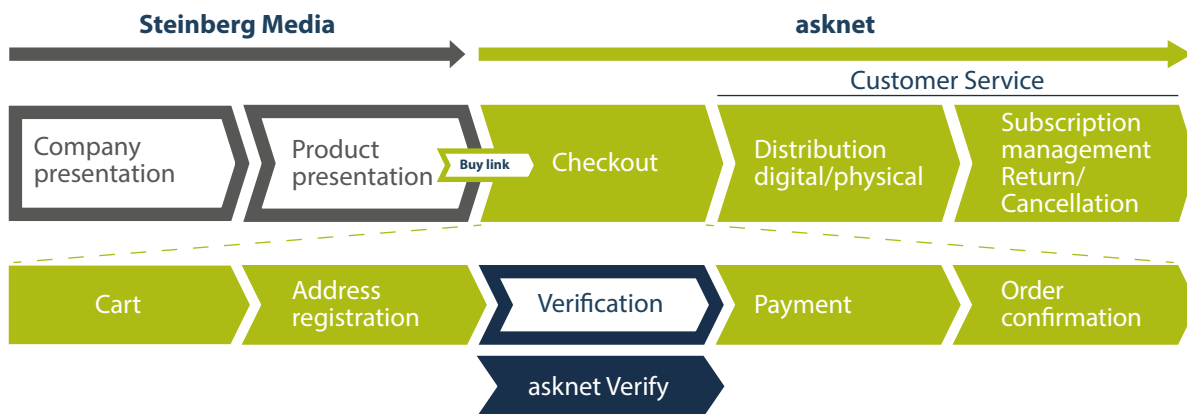 Steinberg Media
asknet
Customer Service
Company
presentation
Product
presentation
Buy link
Checkout
Distribution
digital/physical
Subscription
management
Return/
Cancellation
Cart
Address
registration
Verification
Payment
Order
confirmation
asknet Verify